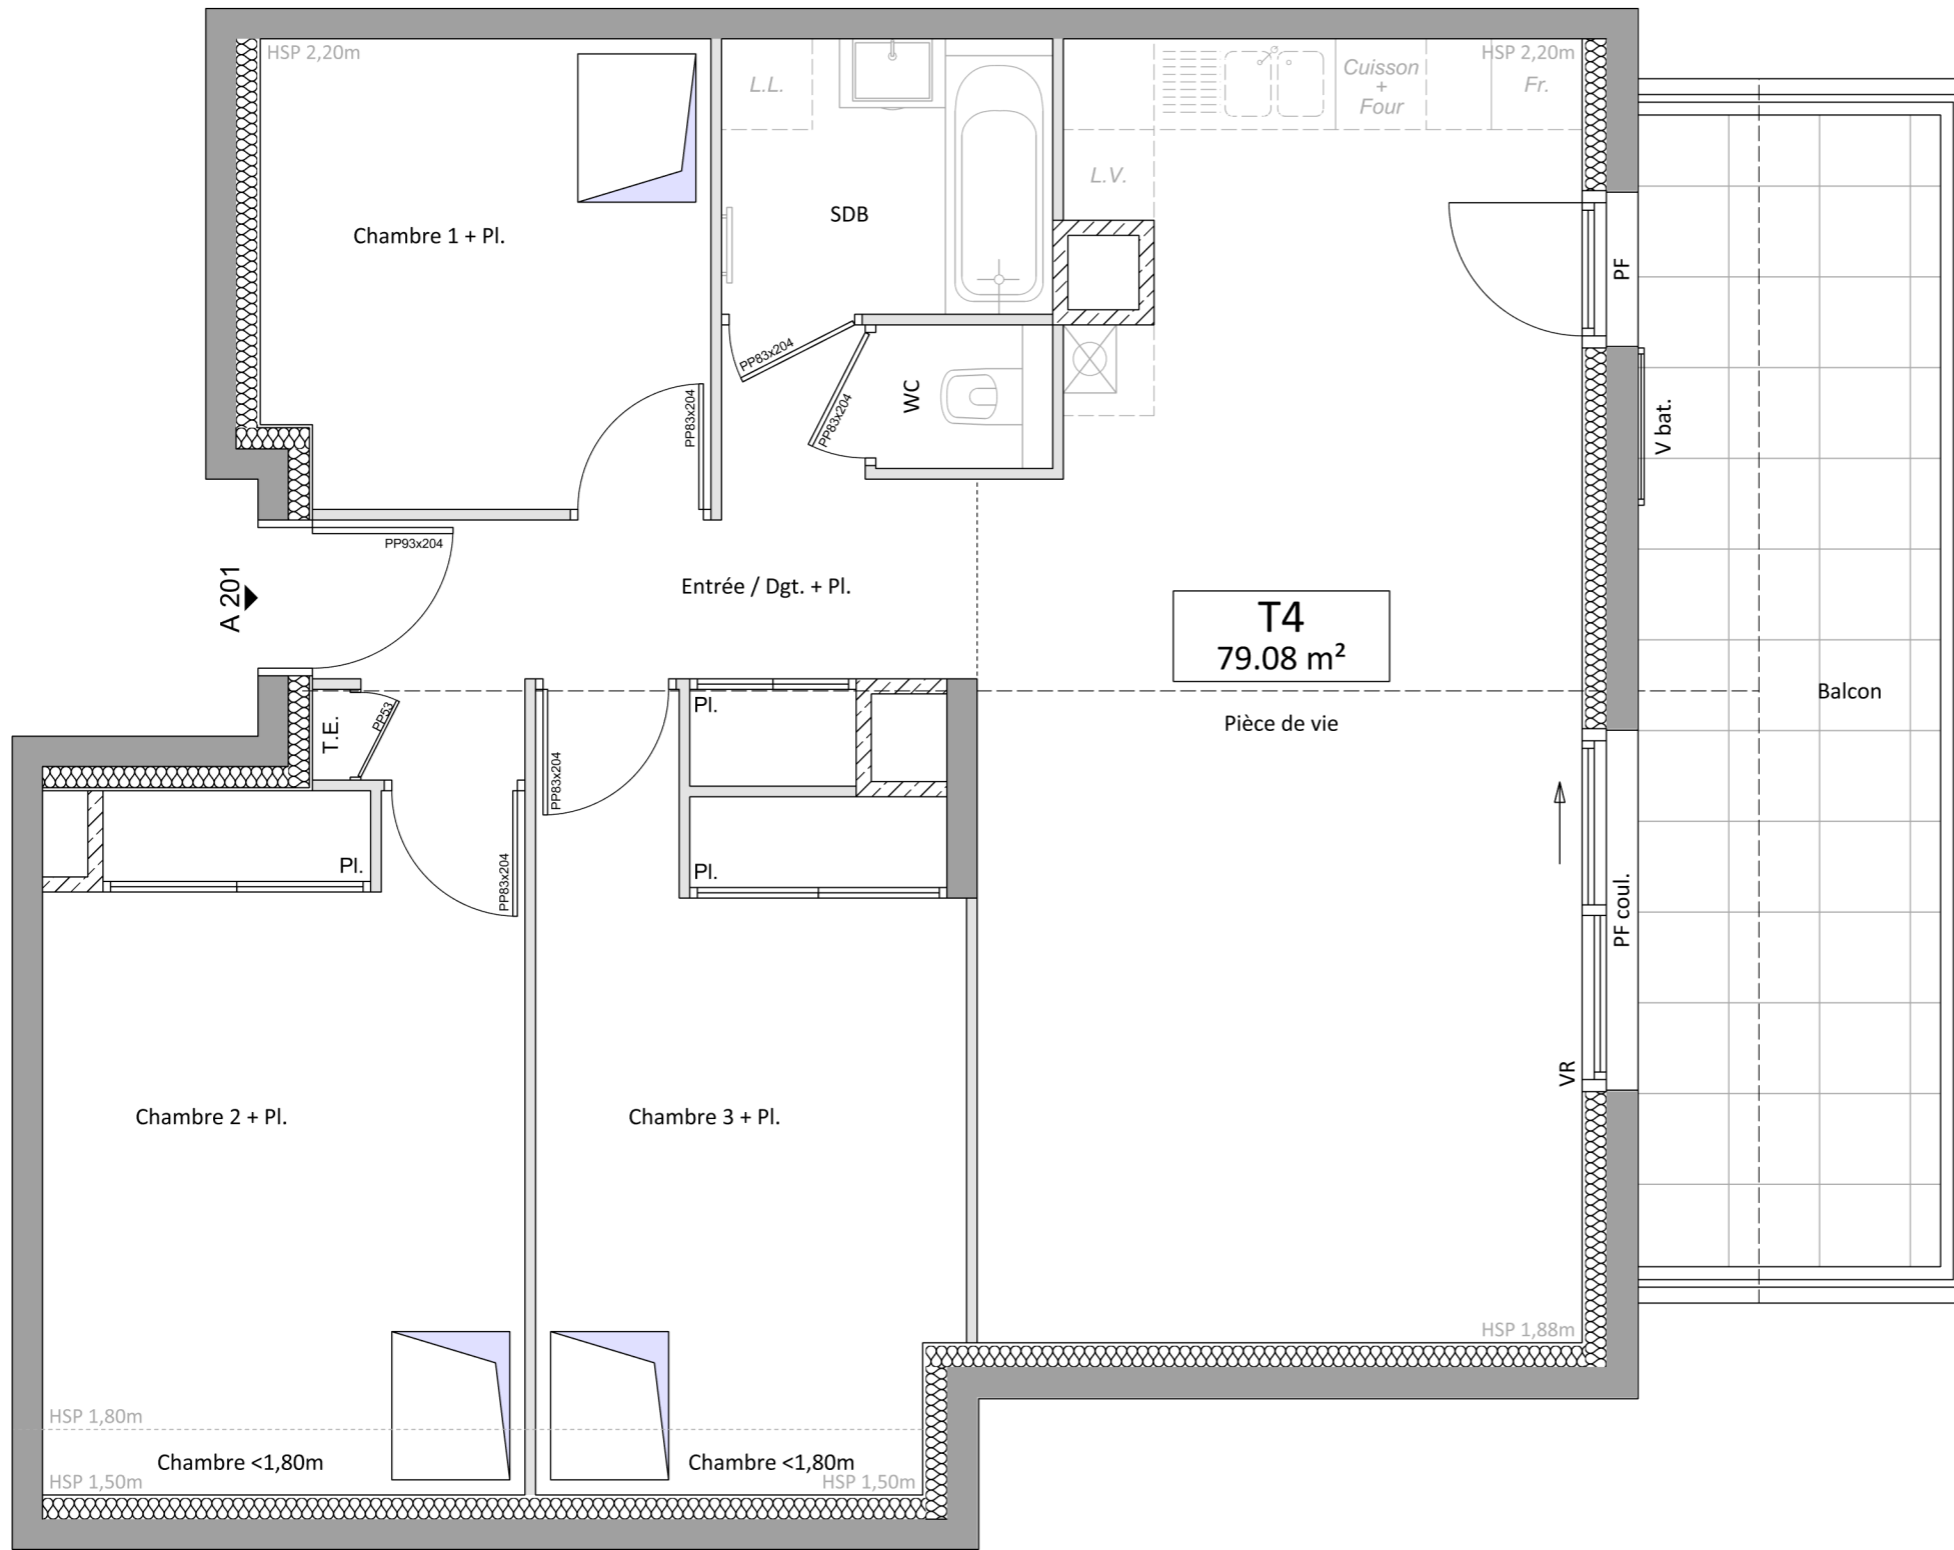 HSP 2,20m
L.L.
Cuisson
+
Four
HSP 2,20m
Fr.
L.V.
SDB
Chambre 1 + Pl.
PF
PP83x204
PP83x204
PP83x204
WC
V bat.
PP93x204
A 201
Entrée / Dgt. + Pl.
T4
79.08 m²
Balcon
Pièce de vie
T.E.
PP53
Pl.
PP83x204
Pl.
PP83x204
Pl.
PF coul.
VR
Chambre 2 + Pl.
Chambre 3 + Pl.
HSP 1,88m
HSP 1,80m
Chambre <1,80m
Chambre <1,80m
HSP 1,50m
HSP 1,50m